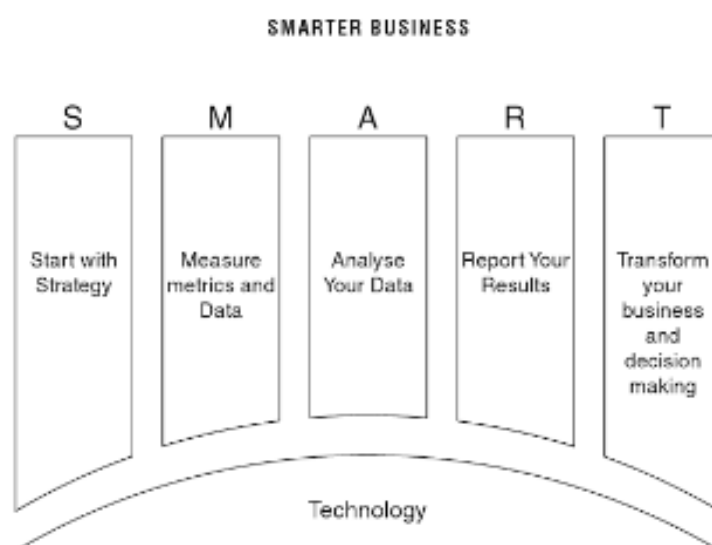 SMARTER BUSINESS
S M A R T
Start with
Strategy
Measure
metrics and
Data
Analyse
Your Data
Report Your
Results
Transform
your
business
and
decision
making
Technology